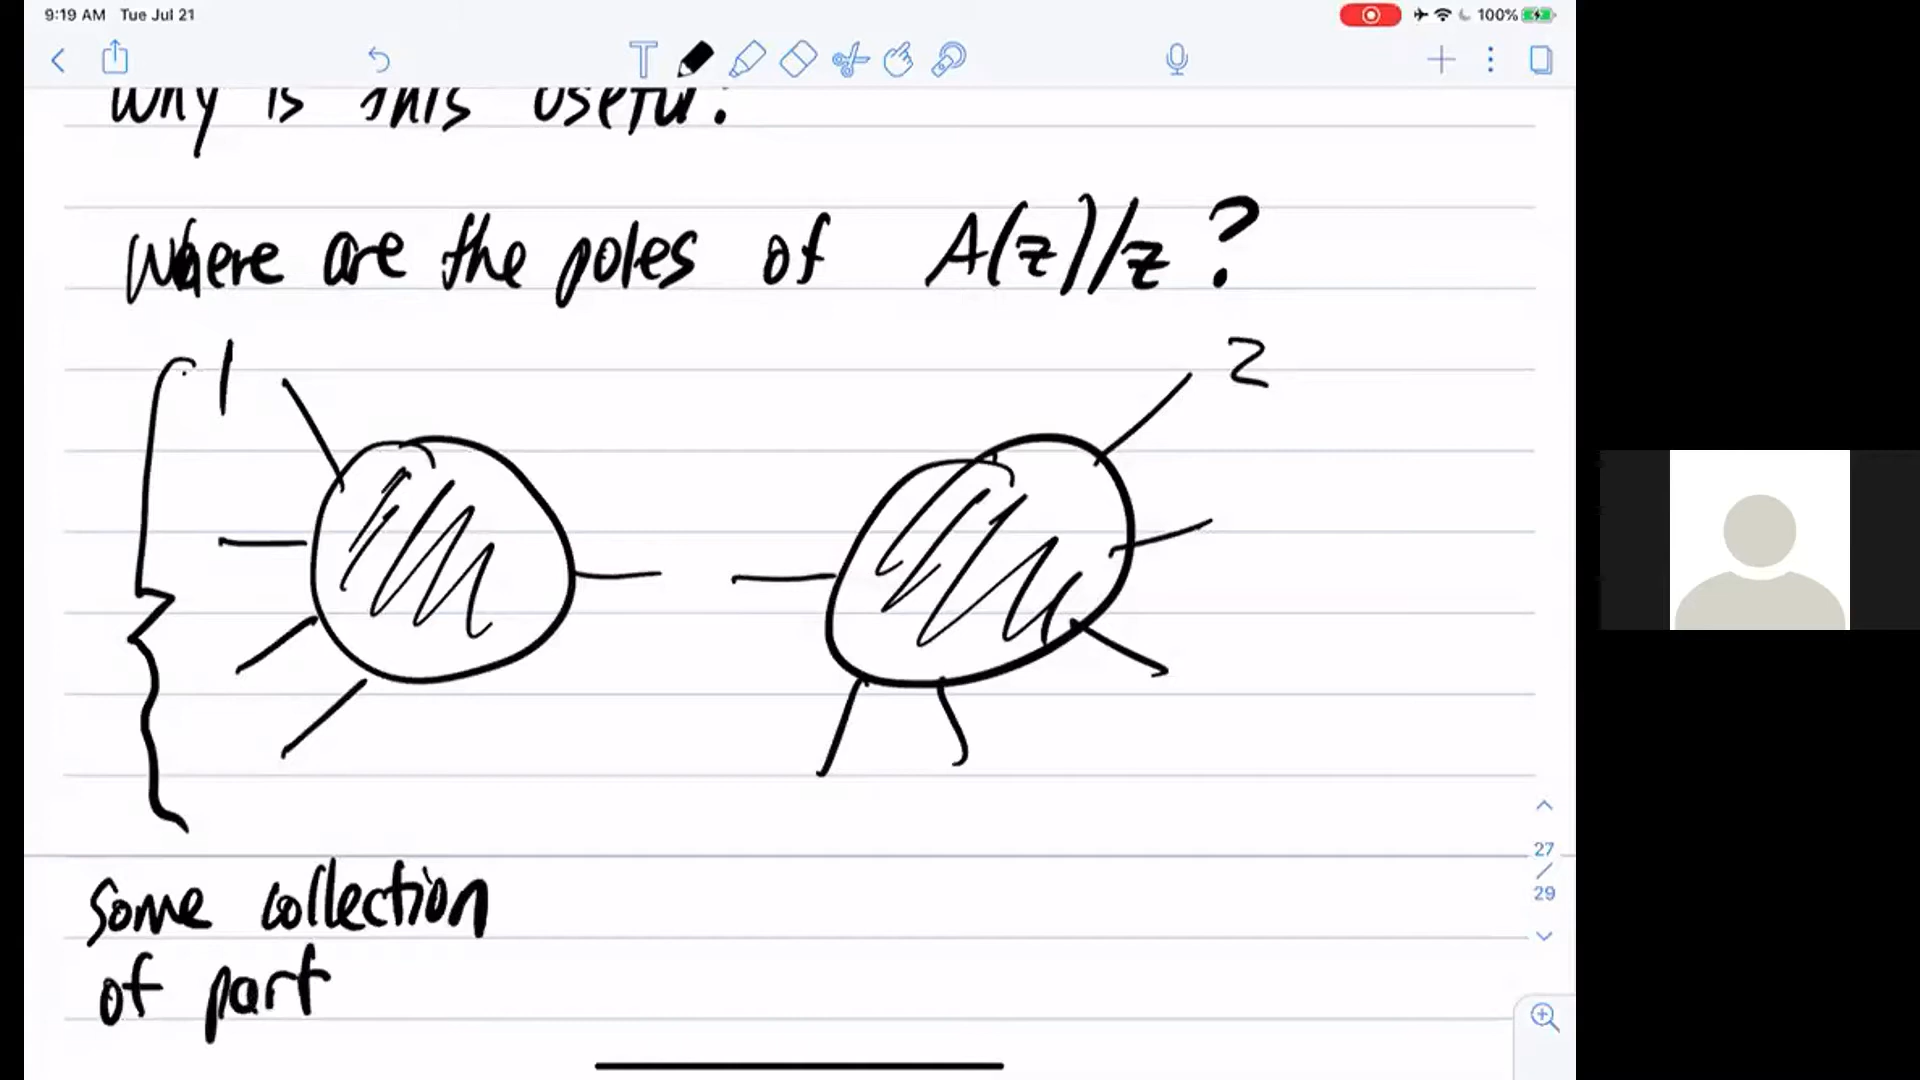 9:19 AM Tue Jul 21
100%
Why is this useful?
Where are the poles of A(z)/z ?
1
2
27
/
29
some collection
of part